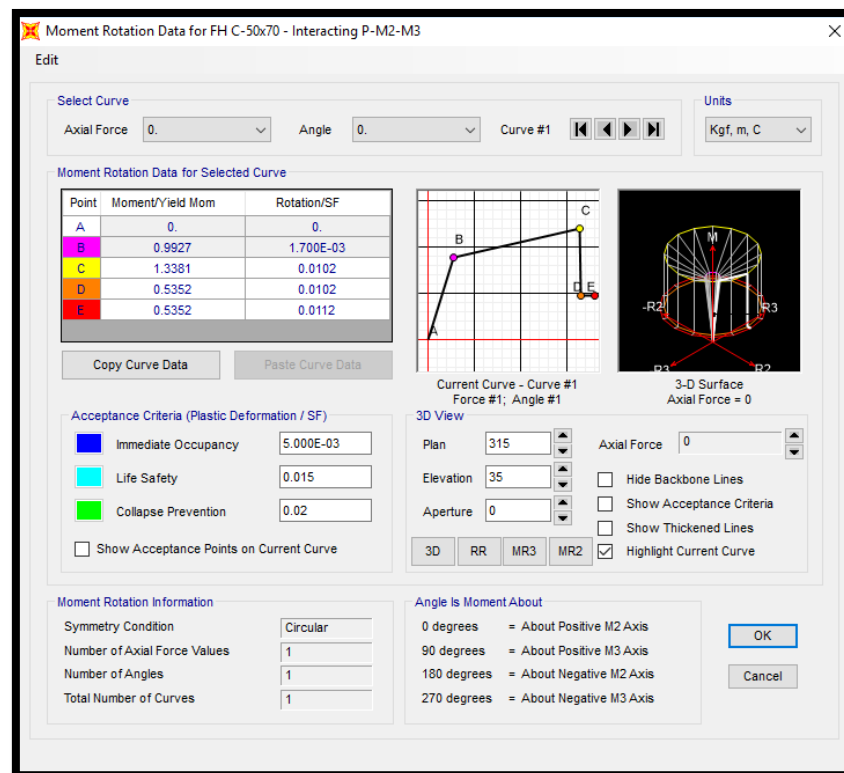 Moment Rotation Data for FH C-50x70 - Interacting P-M2-M3
Edit
Select Curve
Axial Force 0. Angle 0. Curve #1
Units
Kgf, m, C
Moment Rotation Data for Selected Curve
Point Moment/Yield Mom Rotation/SF
A 0. 0.
B 0.9927 1.700E-03
C 1.3381 0.0102
D 0.5352 0.0102
E 0.5352 0.0112
Copy Curve Data Paste Curve Data
A
B
C
D E
Current Curve - Curve #1
Force #1; Angle #1
M
-R2 R3
R3 R2
3-D Surface
Axial Force = 0
Acceptance Criteria (Plastic Deformation / SF)
Immediate Occupancy 5.000E-03
Life Safety 0.015
Collapse Prevention 0.02
Show Acceptance Points on Current Curve
3D View
Plan 315
Elevation 35
Aperture 0
3D RR MR3 MR2
Axial Force 0
Hide Backbone Lines
Show Acceptance Criteria
Show Thickened Lines
Highlight Current Curve
Moment Rotation Information
Symmetry Condition Circular
Number of Axial Force Values 1
Number of Angles 1
Total Number of Curves 1
Angle Is Moment About
0 degrees = About Positive M2 Axis
90 degrees = About Positive M3 Axis
180 degrees = About Negative M2 Axis
270 degrees = About Negative M3 Axis
OK
Cancel